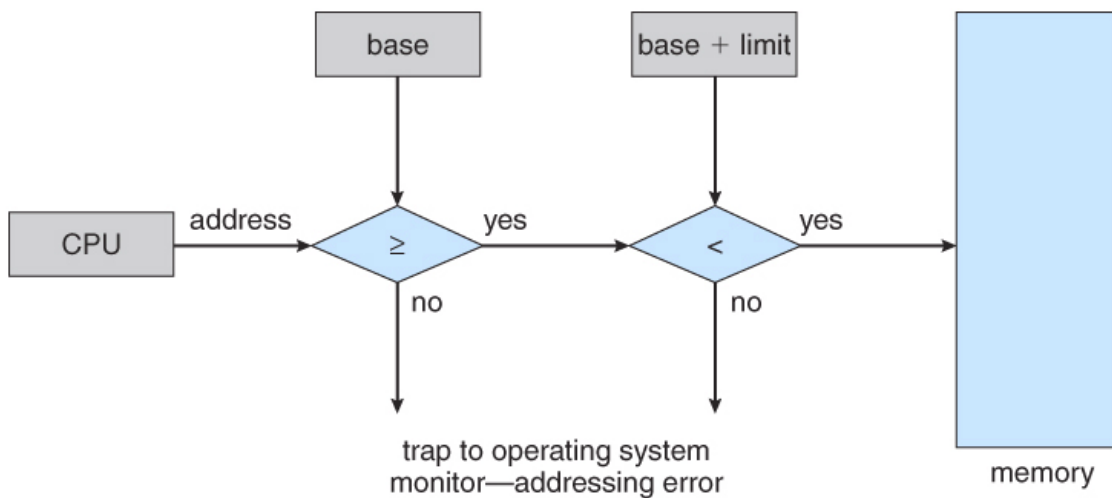 base
base + limit
CPU
address
≥
yes
<
yes
no
no
trap to operating system
monitor—addressing error
memory